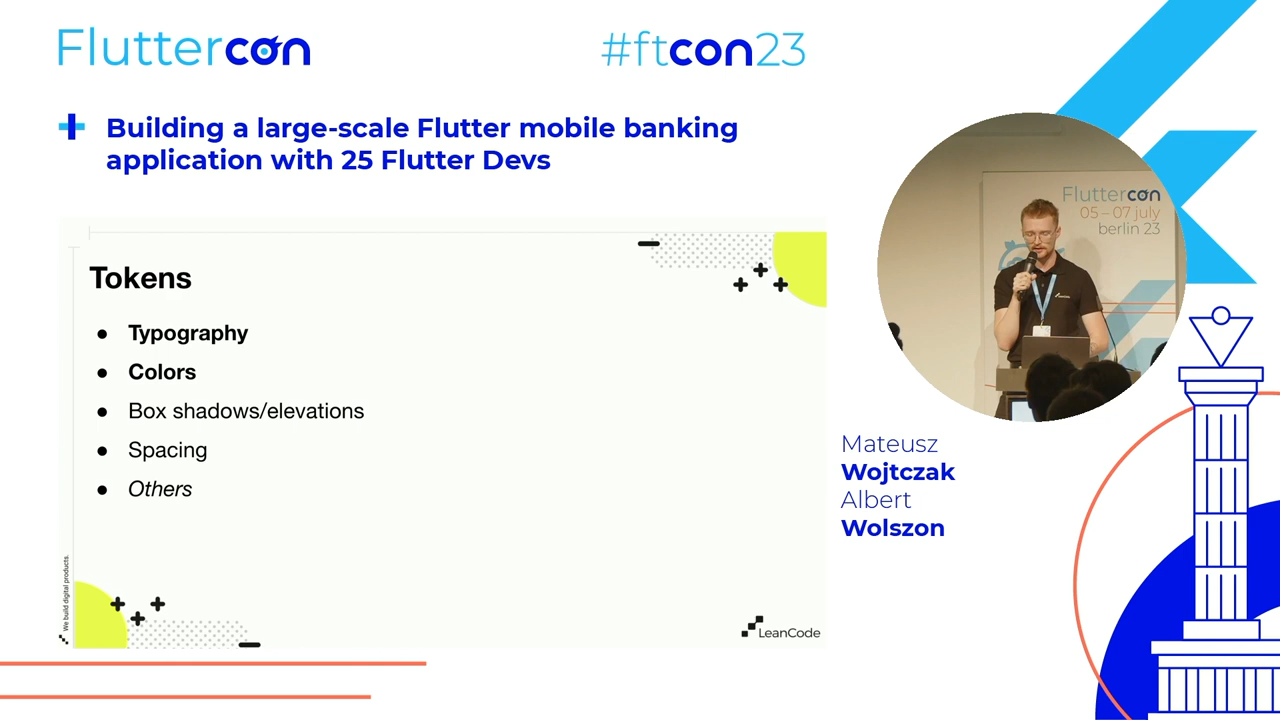 Fluttercon
#ftcon23
Building a large-scale Flutter mobile banking
application with 25 Flutter Devs
Tokens
Typography
Colors
Box shadows/elevations
Spacing
Others
We build digital products.
LeanCode
Fluttercon
05–07 july
berlin 23
Mateusz
Wojtczak
Albert
Wolszon